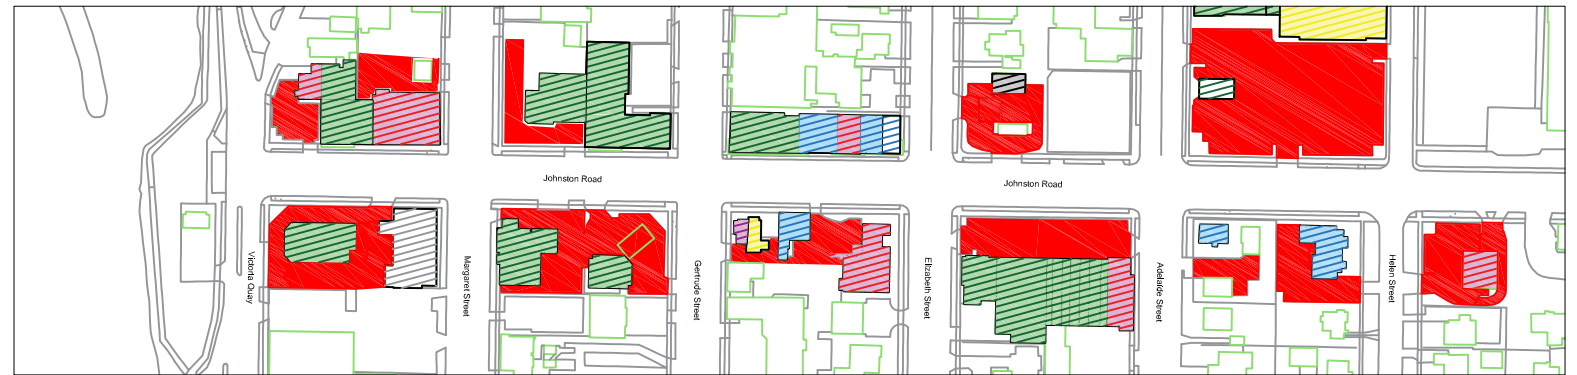 Johnston Road
Johnston Road
Victoria Quay
Margaret Street
Gertrude Street
Elizabeth Street
Adelaide Street
Helen Street